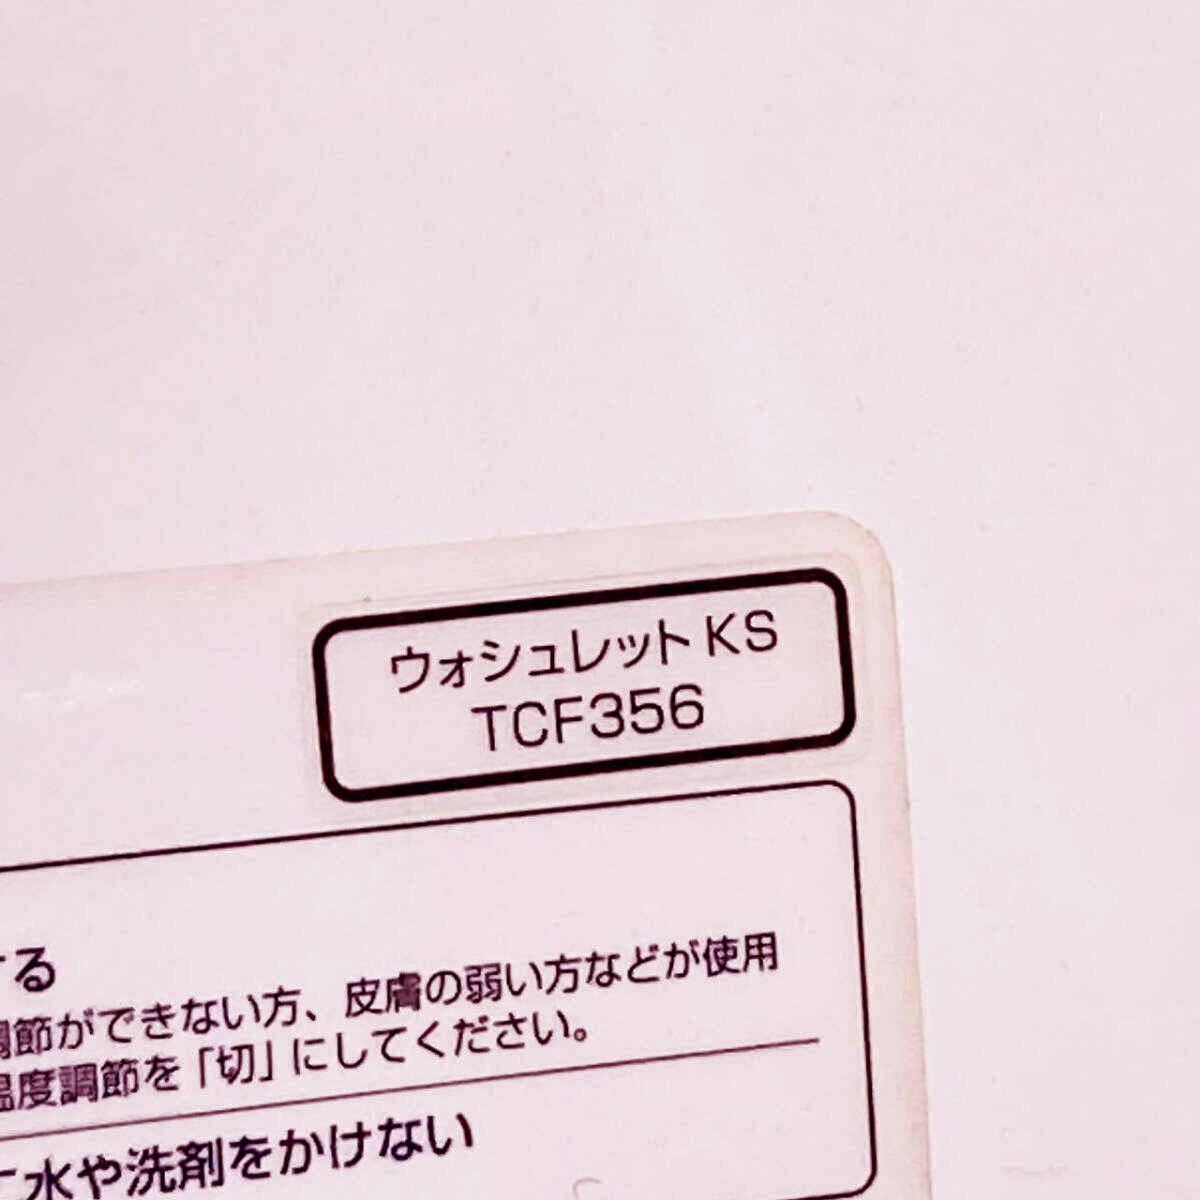 ウォシュレット KS
TCF356
する
調節ができない方、皮膚の弱い方などが使用
温度調節を「切」にしてください。
に水や洗剤をかけない